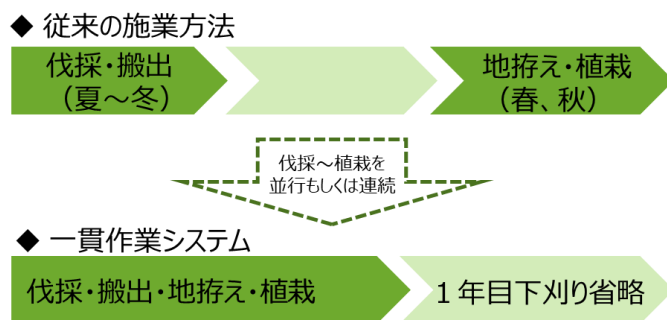 ◆ 従来の施業方法
伐採・搬出
（夏～冬）
地拵え・植栽
（春、秋）
伐採～植栽を
並行もしくは連続
◆ 一貫作業システム
伐採・搬出・地拵え・植栽
１年目下刈り省略